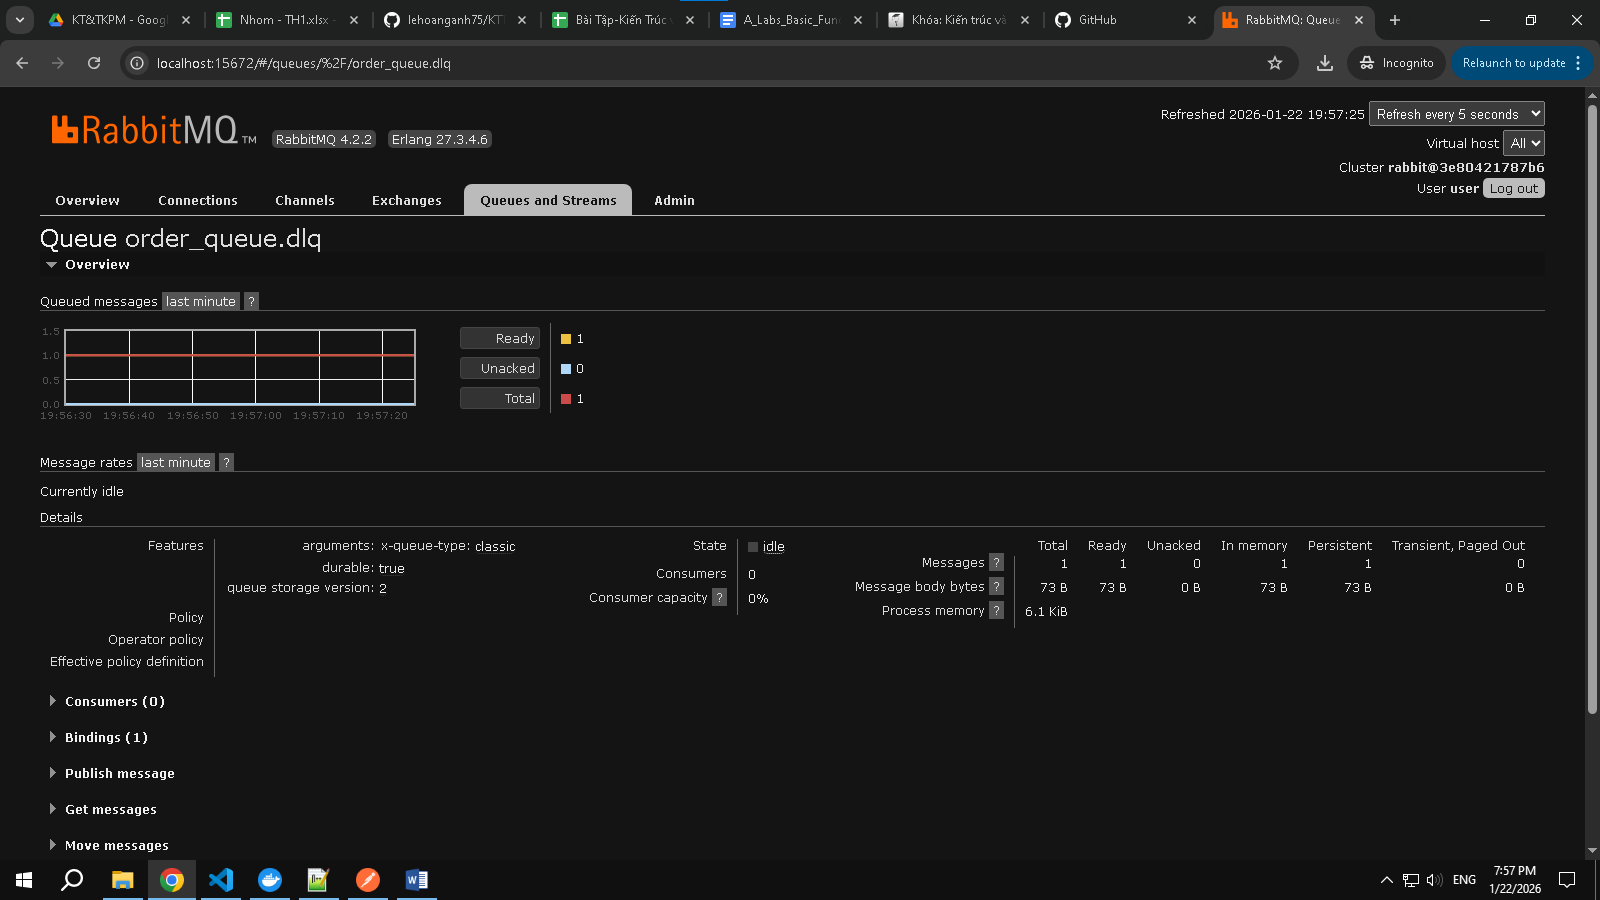 KT&TKPM - Googl
Nhom - TH1.xlsx -
lehoanganh75/KT
Bài Tập-Kiến Trúc v
A_Labs_Basic_Fun
Khóa: Kiến trúc và
GitHub
RabbitMQ: Queue
localhost:15672/#/queues/%2F/order_queue.dlq
Incognito
Relaunch to update
RabbitMQ TM
RabbitMQ 4.2.2
Erlang 27.3.4.6
Refreshed 2026-01-22 19:57:25
Refresh every 5 seconds
Virtual host All
Cluster rabbit@3e80421787b6
User user Log out
Overview
Connections
Channels
Exchanges
Queues and Streams
Admin
Queue order_queue.dlq
Overview
Queued messages last minute ?
1.5
1.0
0.5
0.0
19:56:30 19:56:40 19:56:50 19:57:00 19:57:10 19:57:20
Ready 1
Unacked 0
Total 1
Message rates last minute ?
Currently idle
Details
Features
arguments: x-queue-type: classic
durable: true
queue storage version: 2
Policy
Operator policy
Effective policy definition
State idle
Consumers 0
Consumer capacity ? 0%
Total Ready Unacked In memory Persistent Transient, Paged Out
Messages ? 1 1 0 1 1 0
Message body bytes ? 73 B 73 B 0 B 73 B 73 B 0 B
Process memory ? 6.1 KiB
Consumers (0)
Bindings (1)
Publish message
Get messages
Move messages
ENG
7:57 PM
1/22/2026